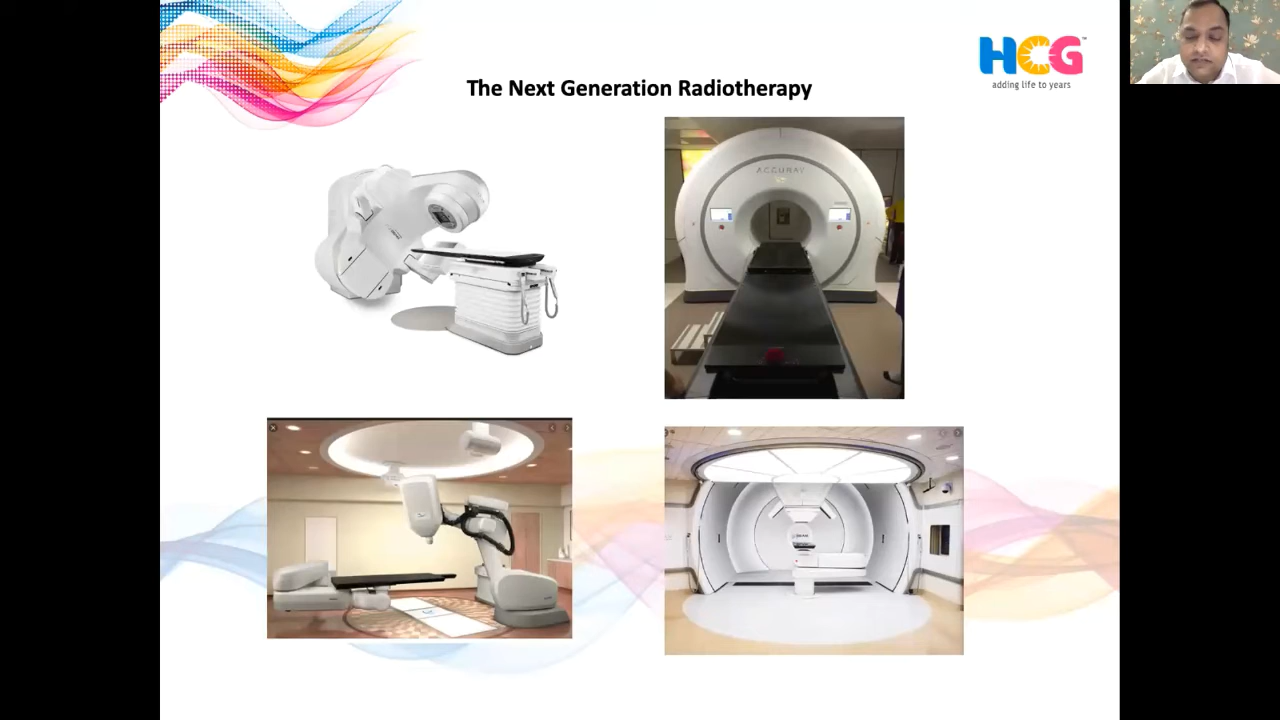 The Next Generation Radiotherapy
HCG
adding life to years
ACCURAY